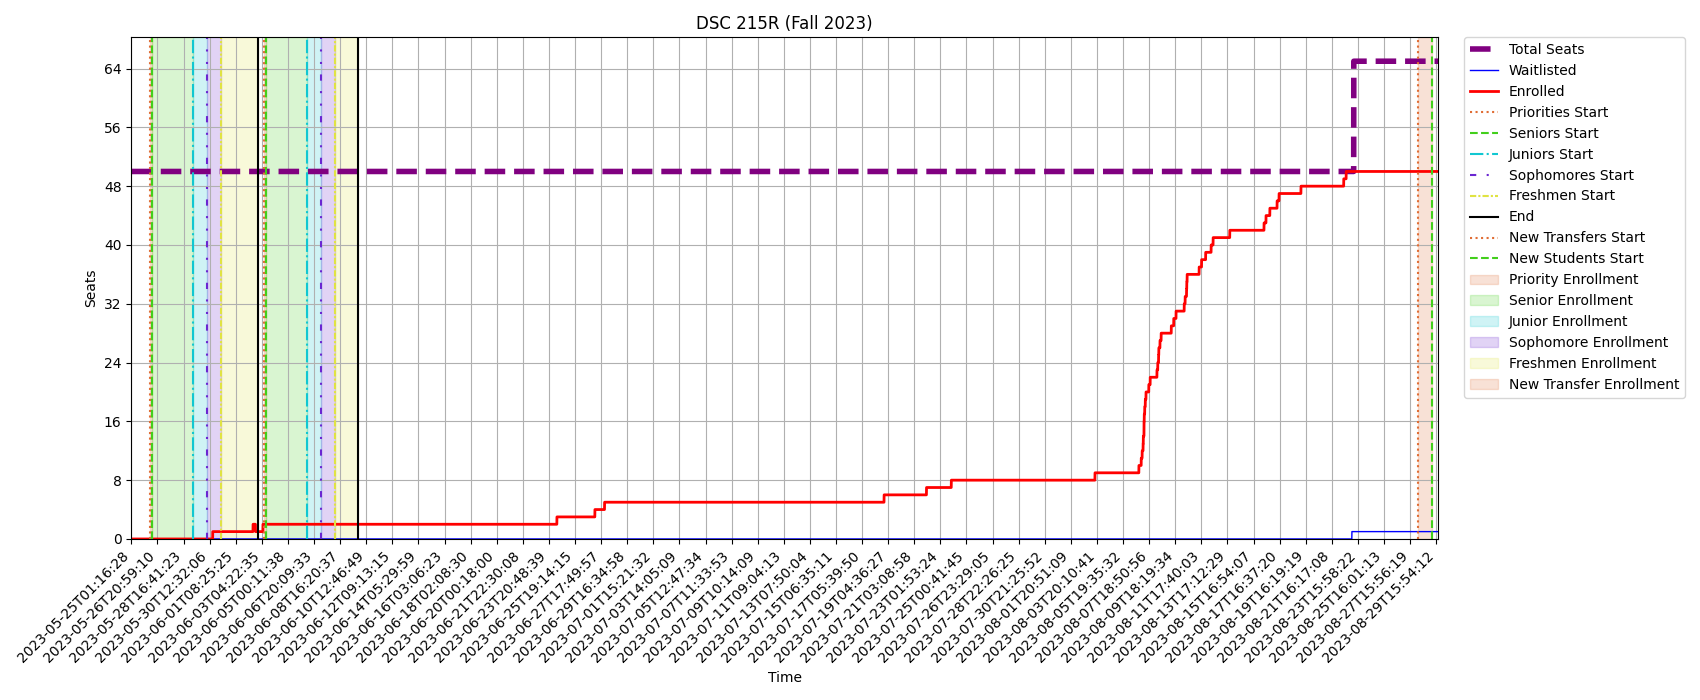 DSC 215R (Fall 2023)
Seats
64
56
48
40
32
24
16
8
0
2023-05-25T01:16:28
2023-05-26T20:59:10
2023-05-28T16:41:23
2023-05-30T12:32:06
2023-06-01T08:25:25
2023-06-03T04:22:35
2023-06-05T00:11:38
2023-06-06T20:09:33
2023-06-08T16:20:37
2023-06-10T12:46:49
2023-06-12T09:13:15
2023-06-14T05:29:59
2023-06-16T03:06:23
2023-06-18T02:08:30
2023-06-20T00:18:00
2023-06-21T22:30:08
2023-06-23T20:48:39
2023-06-25T19:14:15
2023-06-27T17:49:57
2023-06-29T16:34:58
2023-07-01T15:21:32
2023-07-03T14:05:09
2023-07-05T12:47:34
2023-07-07T11:33:53
2023-07-09T10:14:09
2023-07-11T09:04:13
2023-07-13T07:50:04
2023-07-15T06:35:11
2023-07-17T05:39:50
2023-07-19T04:36:27
2023-07-21T03:08:58
2023-07-23T01:53:24
2023-07-25T00:41:45
2023-07-26T23:29:05
2023-07-28T22:26:25
2023-07-30T21:25:52
2023-08-01T20:51:09
2023-08-03T20:10:41
2023-08-05T19:35:32
2023-08-07T18:50:56
2023-08-09T18:19:34
2023-08-11T17:40:03
2023-08-13T17:12:29
2023-08-15T16:54:07
2023-08-17T16:37:20
2023-08-19T16:19:19
2023-08-21T16:17:08
2023-08-23T15:58:22
2023-08-25T16:01:13
2023-08-27T15:56:19
2023-08-29T15:54:12
Time
Total Seats
Waitlisted
Enrolled
Priorities Start
Seniors Start
Juniors Start
Sophomores Start
Freshmen Start
End
New Transfers Start
New Students Start
Priority Enrollment
Senior Enrollment
Junior Enrollment
Sophomore Enrollment
Freshmen Enrollment
New Transfer Enrollment